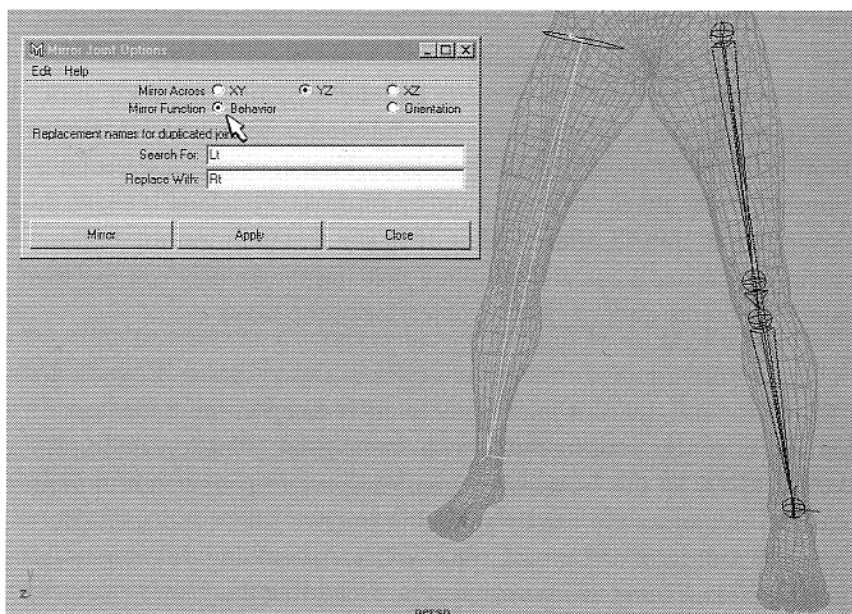 Mirror Joint Options
Edit Help
Mirror Across XY YZ XZ
Mirror Function Behavior Orientation
Replacement names for duplicated
Search For: Lt
Replace With: Rt
Mirror Apply Close
y
z
persp